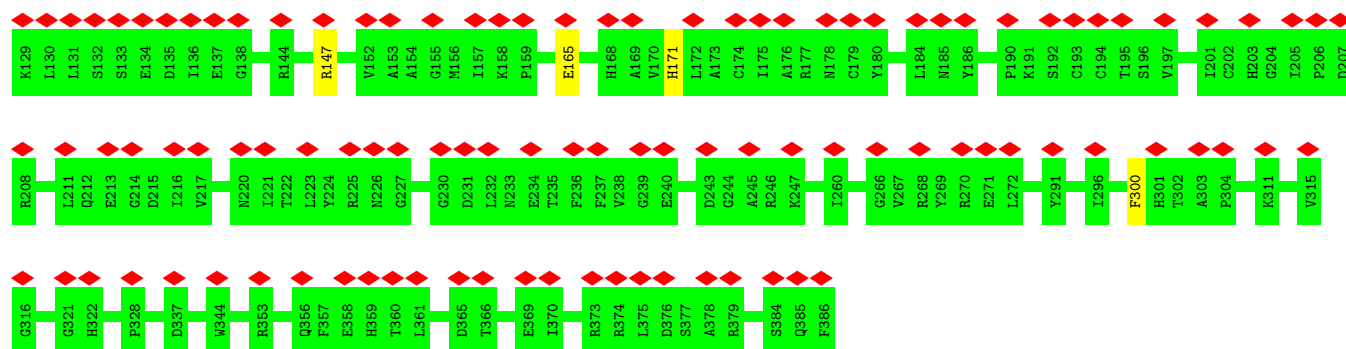 K129 L130 L131 S132 S133 E134 D135 I136 E137 G138 R144 R147 V152 A153 A154 G155 M156 I157 K158 P159 E165 H168 A169 V170 H171 L172 A173 C174 I175 A176 R177 N178 C179 Y180 L184 N185 Y186 P190 K191 S192 C193 C194 T195 S196 V197 I201 C202 H203 G204 I205 P206 D207
R208 L211 Q212 E213 G214 D215 I216 V217 N220 I221 T222 L223 Y224 R225 N226 G227 G230 D231 L232 N233 E234 T235 F236 F237 V238 G239 E240 D243 G244 A245 R246 K247 I260 G266 V267 R268 Y269 R270 E271 L272 Y291 I296 F300 H301 T302 A303 P304 K311 V315
G316 G321 H322 P328 D337 W344 R353 Q356 F357 E358 H359 T360 L361 D365 T366 E369 I370 R373 R374 L375 D376 S377 A378 R379 S384 Q385 F386